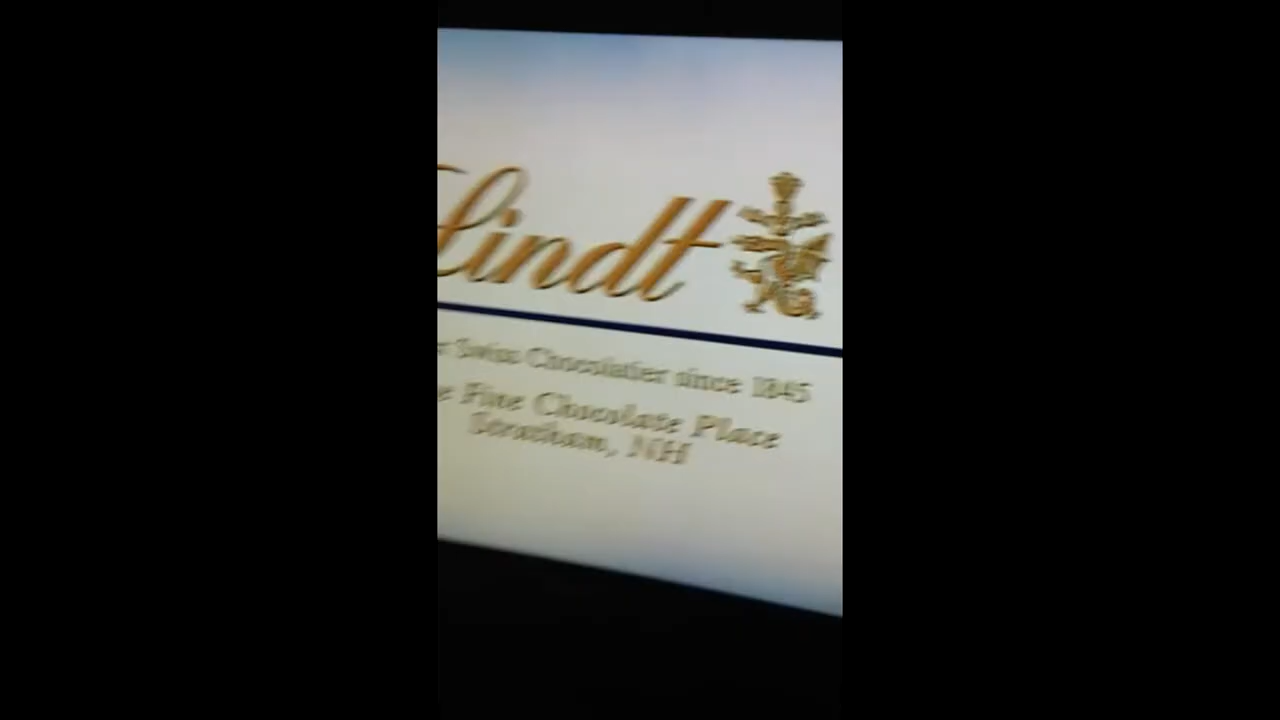 Lindt
Swiss Chocolatier since 1845
Fine Chocolate Place
Stratham, NH